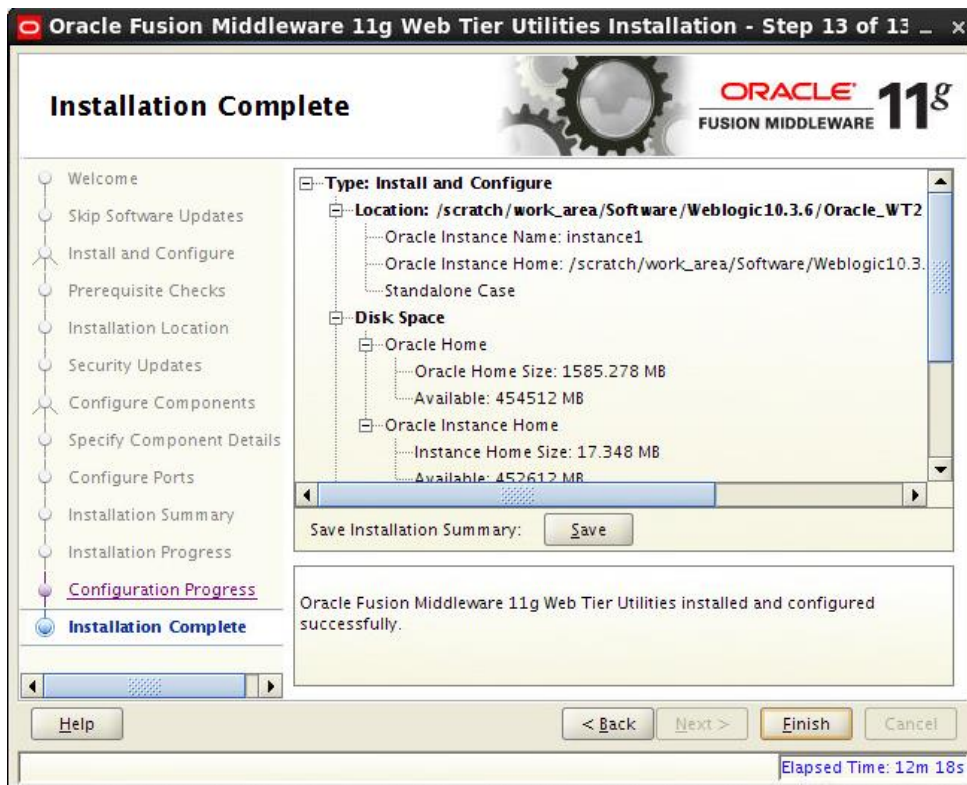 Oracle Fusion Middleware 11g Web Tier Utilities Installation - Step 13 of 13
Installation Complete
ORACLE
FUSION MIDDLEWARE
11g
Welcome
Skip Software Updates
Install and Configure
Prerequisite Checks
Installation Location
Security Updates
Configure Components
Specify Component Details
Configure Ports
Installation Summary
Installation Progress
Configuration Progress
Installation Complete
Type: Install and Configure
Location: /scratch/work_area/Software/Weblogic10.3.6/Oracle_WT2
Oracle Instance Name: instance1
Oracle Instance Home: /scratch/work_area/Software/Weblogic10.3.
Standalone Case
Disk Space
Oracle Home
Oracle Home Size: 1585.278 MB
Available: 454512 MB
Oracle Instance Home
Instance Home Size: 17.348 MB
Available: 452612 MB
Save Installation Summary: Save
Oracle Fusion Middleware 11g Web Tier Utilities installed and configured
successfully.
Help
< Back
Next >
Finish
Cancel
Elapsed Time: 12m 18s